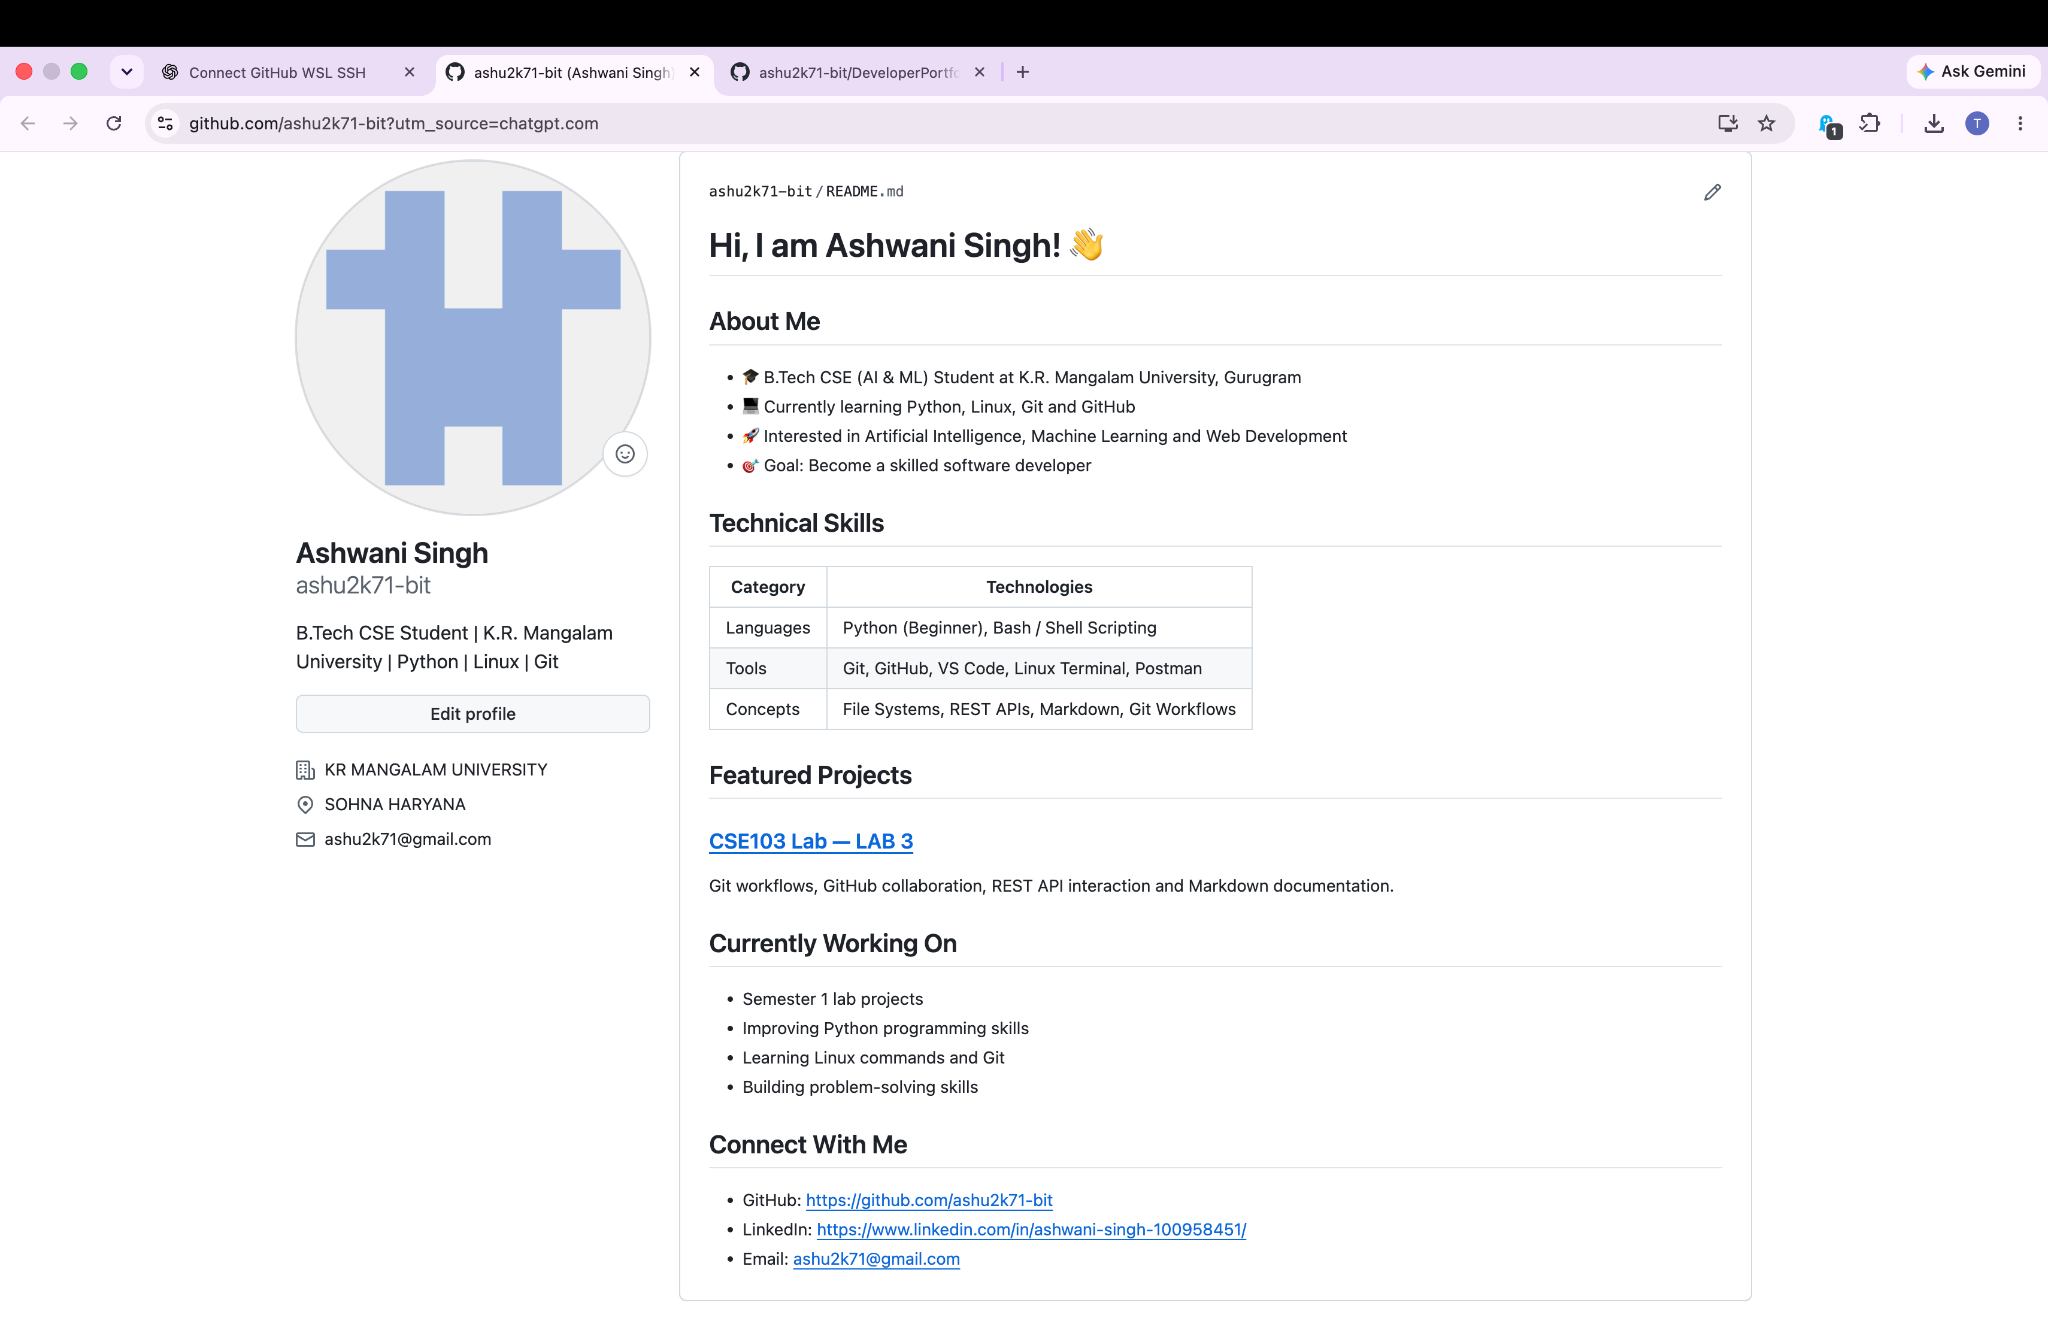 Connect GitHub WSL SSH
ashu2k71-bit (Ashwani Singh)
ashu2k71-bit/DeveloperPortfo
Ask Gemini
github.com/ashu2k71-bit?utm_source=chatgpt.com
1
T
Ashwani Singh
ashu2k71-bit
B.Tech CSE Student | K.R. Mangalam
University | Python | Linux | Git
Edit profile
KR MANGALAM UNIVERSITY
SOHNA HARYANA
ashu2k71@gmail.com
ashu2k71-bit/README.md
Hi, I am Ashwani Singh! 👋
About Me
• 🎓 B.Tech CSE (AI & ML) Student at K.R. Mangalam University, Gurugram
• 💻 Currently learning Python, Linux, Git and GitHub
• 🚀 Interested in Artificial Intelligence, Machine Learning and Web Development
• 🎯 Goal: Become a skilled software developer
Technical Skills
Category Technologies
Languages Python (Beginner), Bash / Shell Scripting
Tools Git, GitHub, VS Code, Linux Terminal, Postman
Concepts File Systems, REST APIs, Markdown, Git Workflows
Featured Projects
CSE103 Lab — LAB 3
Git workflows, GitHub collaboration, REST API interaction and Markdown documentation.
Currently Working On
• Semester 1 lab projects
• Improving Python programming skills
• Learning Linux commands and Git
• Building problem-solving skills
Connect With Me
• GitHub: https://github.com/ashu2k71-bit
• LinkedIn: https://www.linkedin.com/in/ashwani-singh-100958451/
• Email: ashu2k71@gmail.com